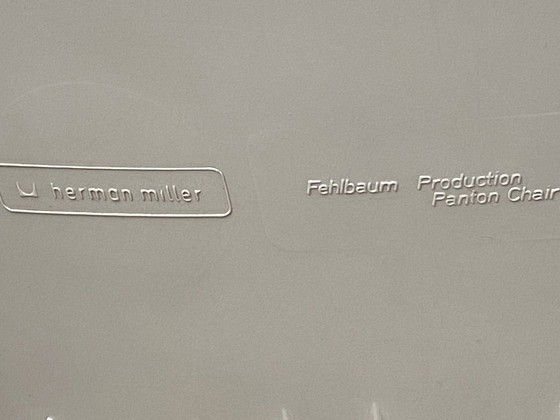 herman miller
Fehlbaum Production
Panton Chair